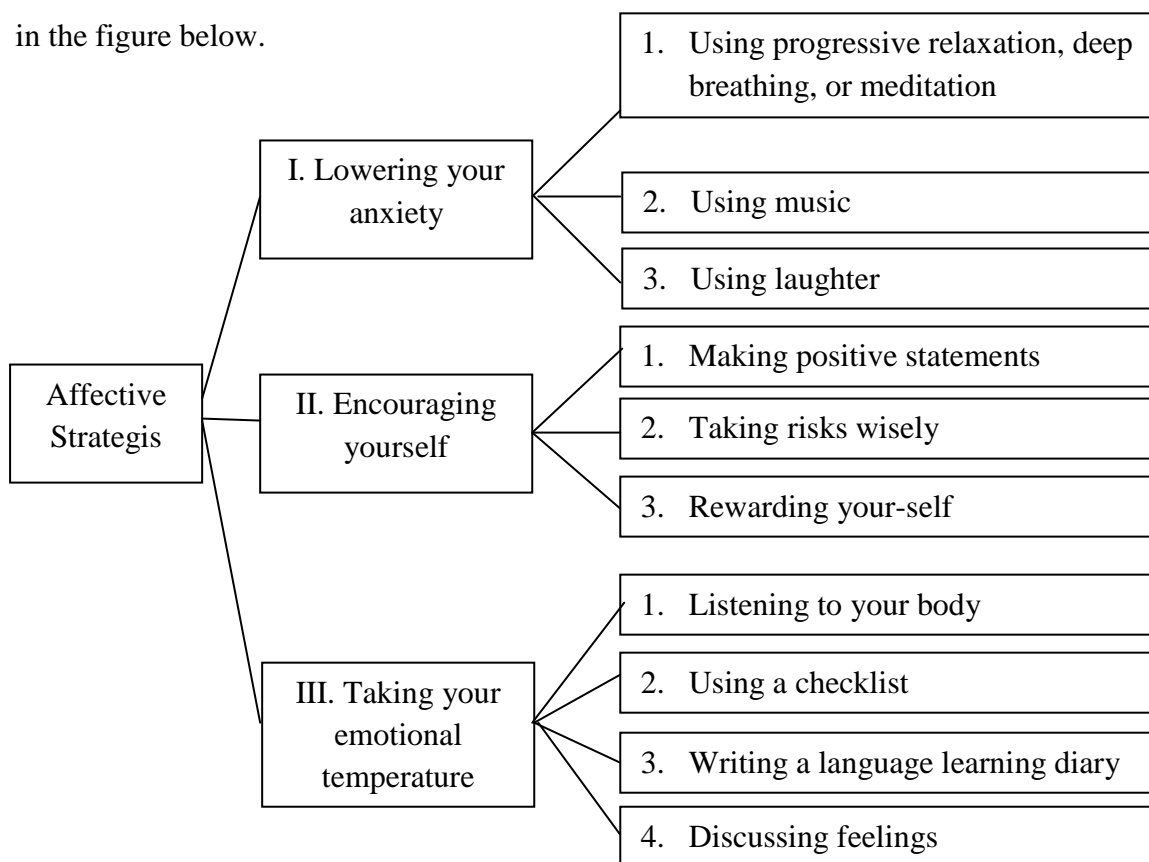 in the figure below.
1. Using progressive relaxation, deep
breathing, or meditation
I. Lowering your
anxiety
2. Using music
3. Using laughter
1. Making positive statements
Affective
Strategis
II. Encouraging
yourself
2. Taking risks wisely
3. Rewarding your-self
1. Listening to your body
2. Using a checklist
III. Taking your
emotional
temperature
3. Writing a language learning diary
4. Discussing feelings